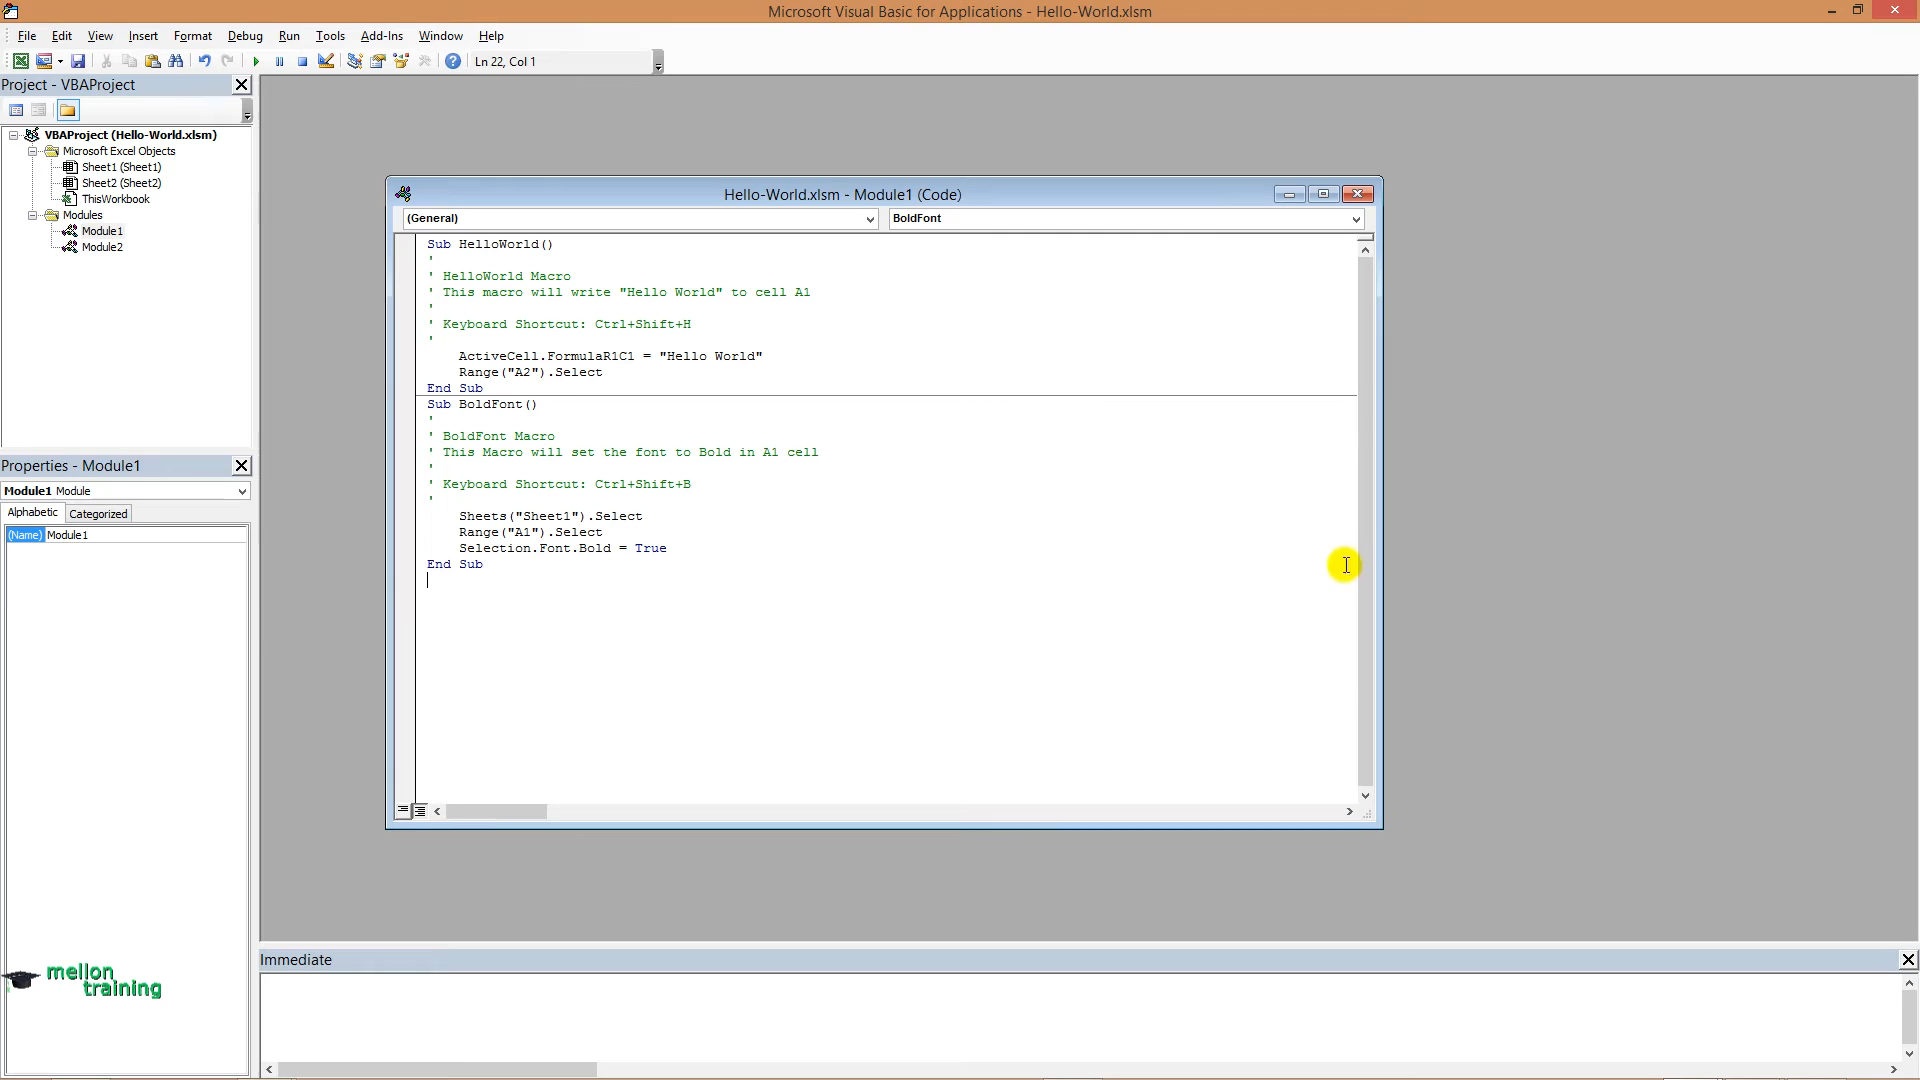 Microsoft Visual Basic for Applications - Hello-World.xlsm
File Edit View Insert Format Debug Run Tools Add-Ins Window Help
Ln 22, Col 1
Project - VBAProject
VBAProject (Hello-World.xlsm)
Microsoft Excel Objects
Sheet1 (Sheet1)
Sheet2 (Sheet2)
ThisWorkbook
Modules
Module1
Module2
Properties - Module1
Module1 Module
Alphabetic Categorized
(Name) Module1
mellon
training
Hello-World.xlsm - Module1 (Code)
(General) BoldFont
Sub HelloWorld()
'
' HelloWorld Macro
' This macro will write "Hello World" to cell A1
'
' Keyboard Shortcut: Ctrl+Shift+H
'
ActiveCell.FormulaR1C1 = "Hello World"
Range("A2").Select
End Sub
Sub BoldFont()
'
' BoldFont Macro
' This Macro will set the font to Bold in A1 cell
'
' Keyboard Shortcut: Ctrl+Shift+B
'
Sheets("Sheet1").Select
Range("A1").Select
Selection.Font.Bold = True
End Sub
Immediate